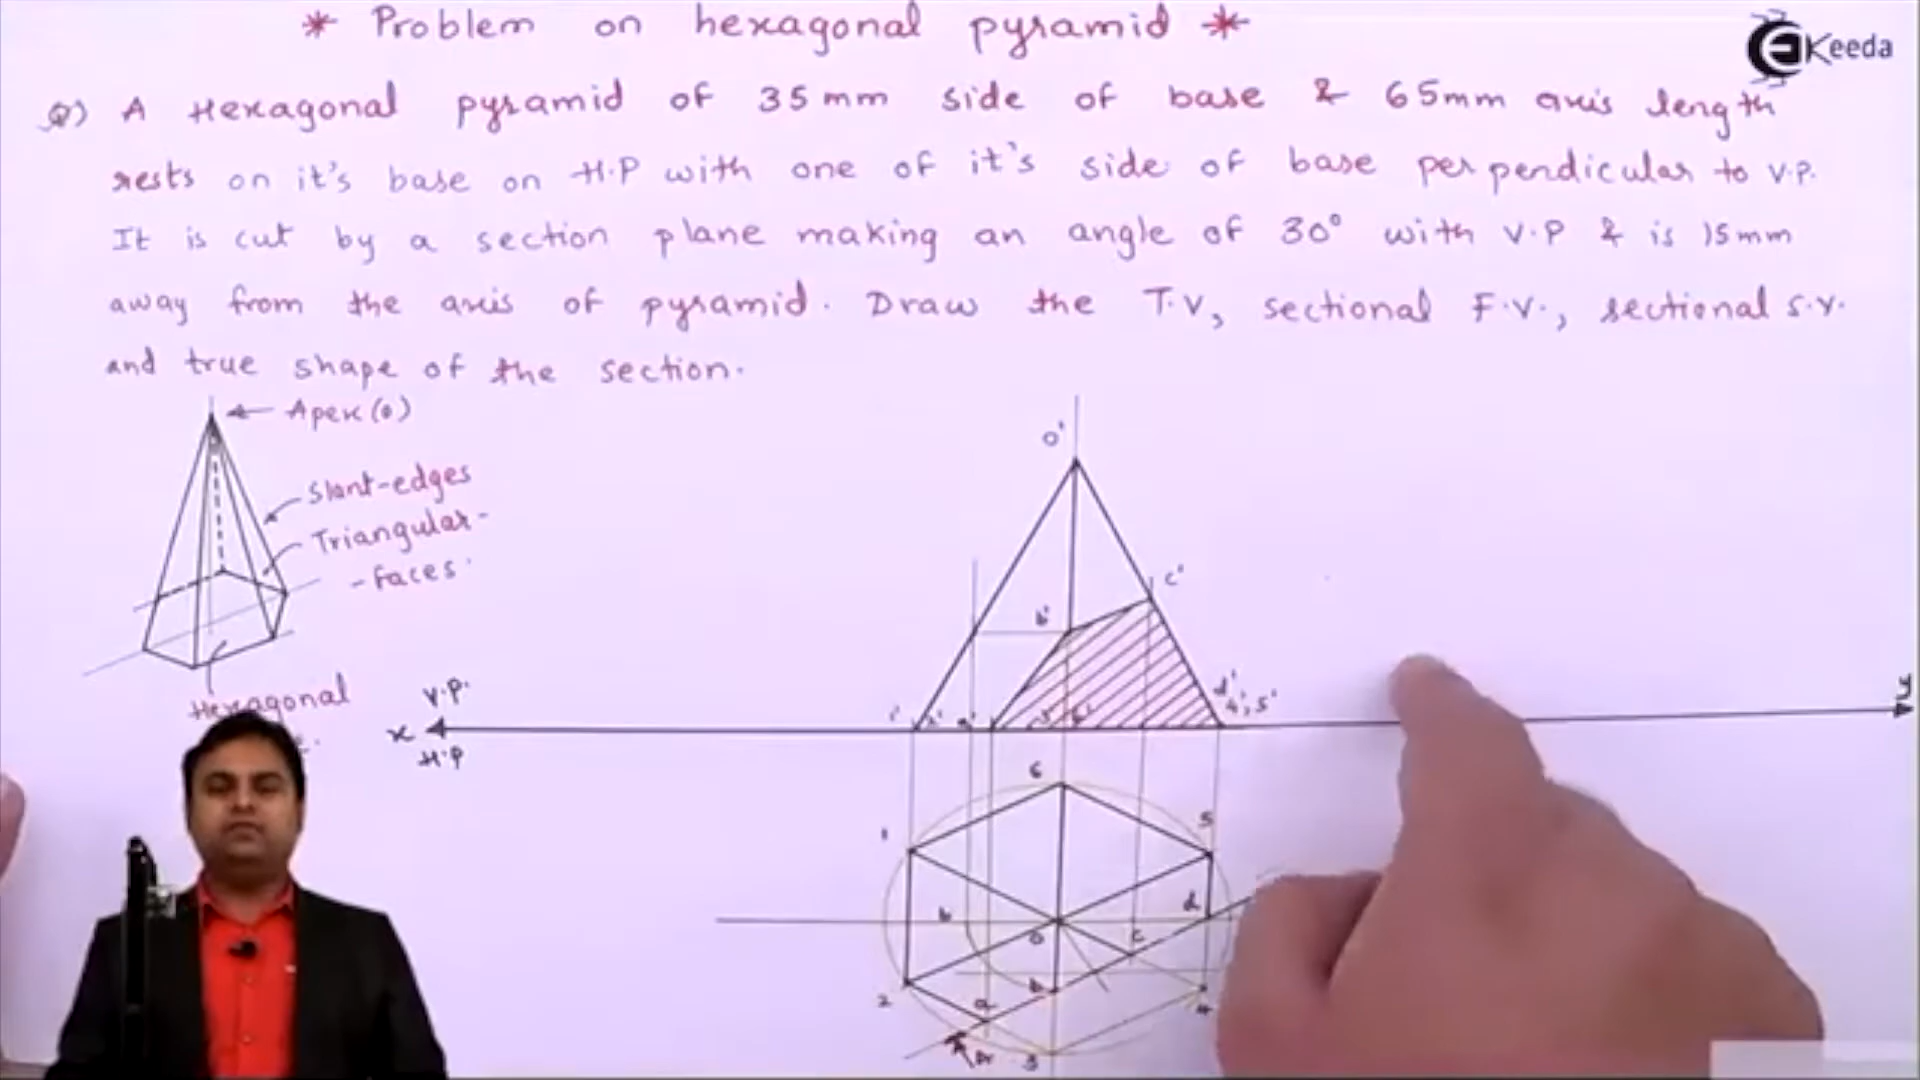 * Problem on hexagonal pyramid *
EKeeda
Q) A Hexagonal pyramid of 35mm side of base & 65mm axis length
rests on it's base on H.P with one of it's side of base perpendicular to V.P.
It is cut by a section plane making an angle of 30° with V.P & is 15mm
away from the axis of pyramid. Draw the T.V, sectional F.V., sectional S.V.
and true shape of the section.
Apex (O)
Slant-edges
Triangular-
-faces.
Hexagonal
V.P.
X
H.P
O'
c'
b'
d'
4', 5'
1'
2'
a'
Y
6
1
5
b
d
O
c
2
a
b
4
A
3